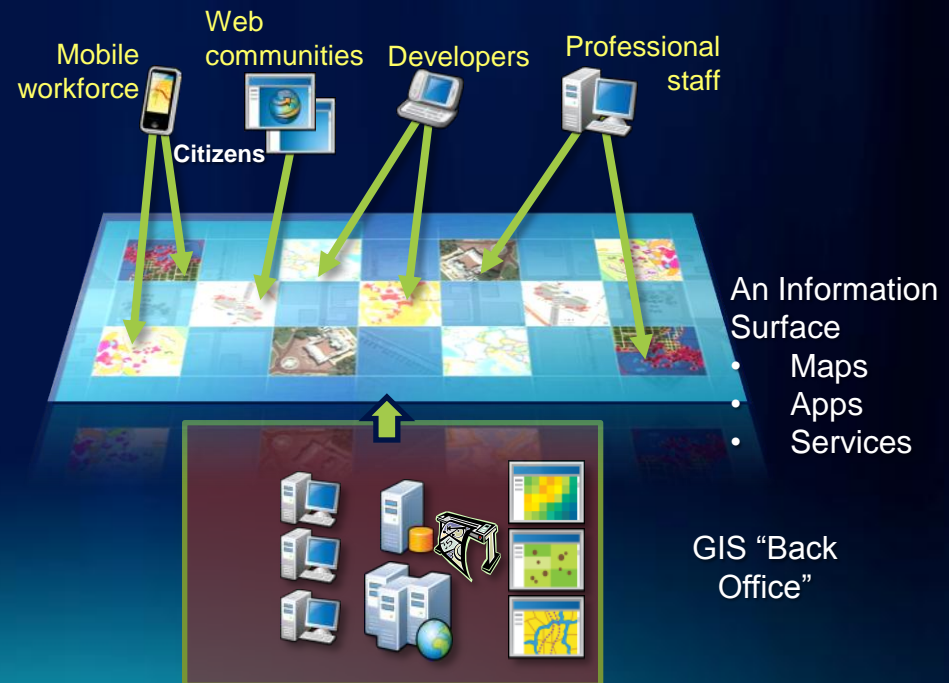 Mobile
workforce
Web
communities
Developers
Professional
staff
Citizens
An Information
Surface
• Maps
• Apps
• Services
GIS “Back
Office”